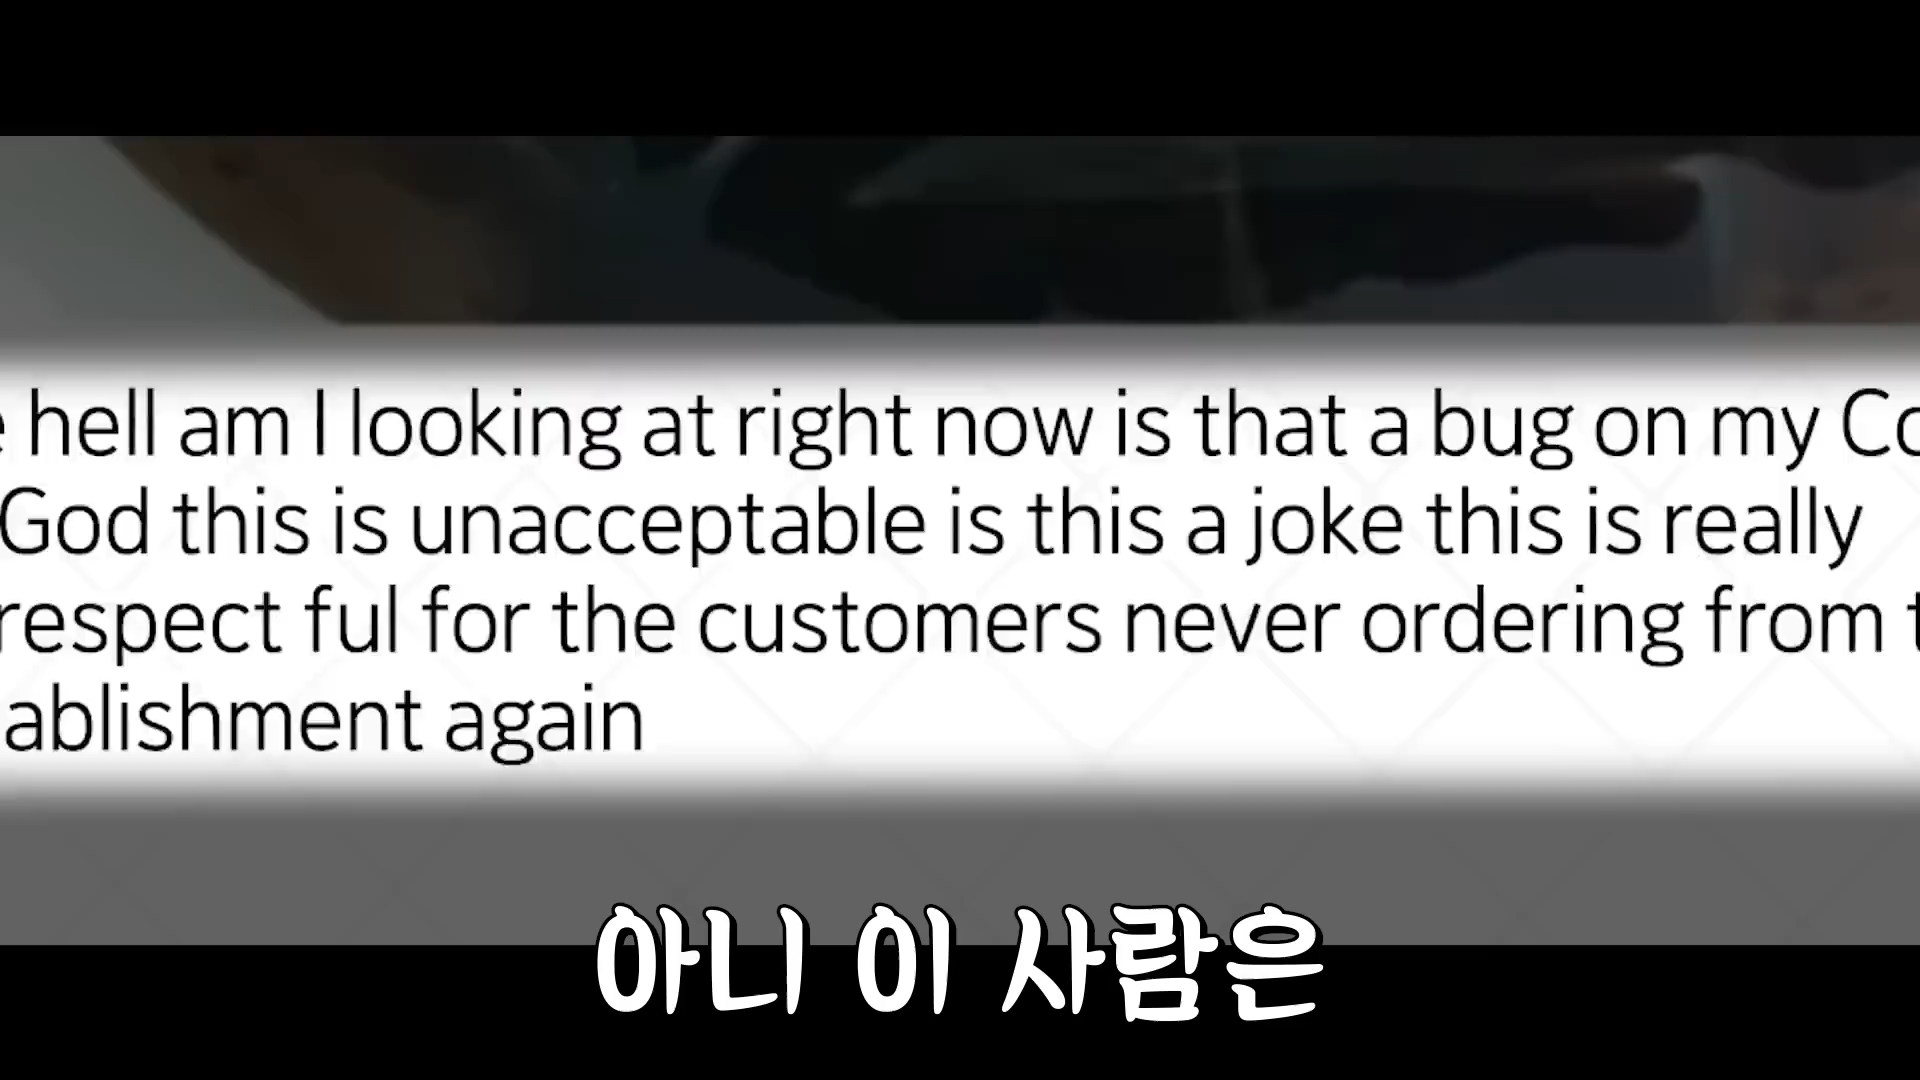 hell am I looking at right now is that a bug on my
God this is unacceptable is this a joke this is really
respect ful for the customers never ordering from
ablishment again
아니 이 사람은